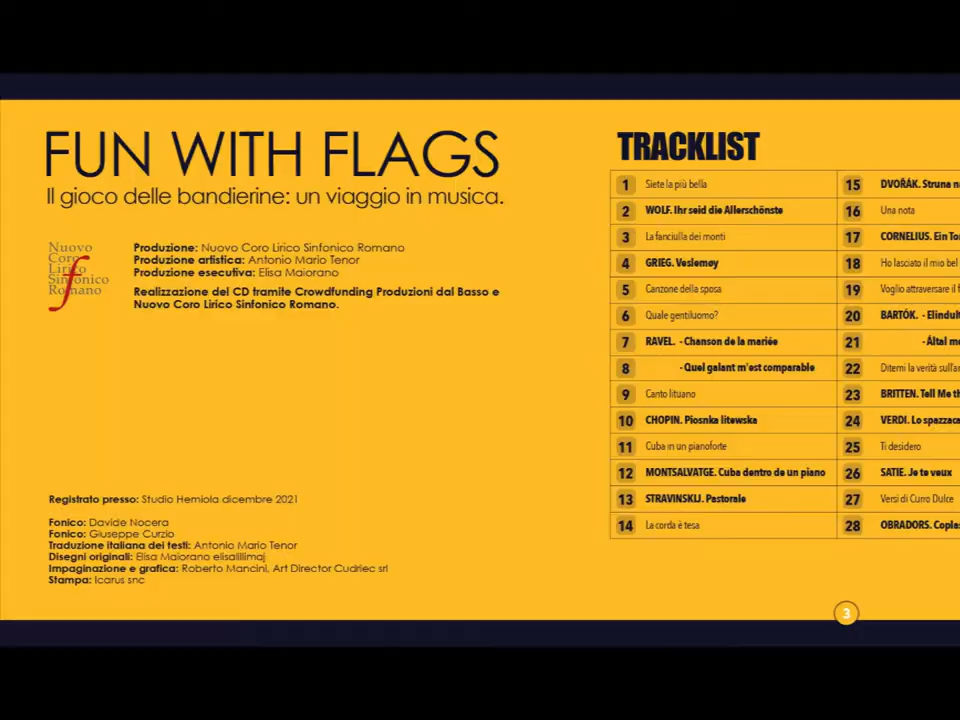 FUN WITH FLAGS
Il gioco delle bandierine: un viaggio in musica.
Nuovo
Coro
Lirico
Sinfonico
Romano
Produzione: Nuovo Coro Lirico Sinfonico Romano
Produzione artistica: Antonio Mario Tenor
Produzione esecutiva: Elisa Maiorano
Realizzazione del CD tramite Crowdfunding Produzioni dal Basso e
Nuovo Coro Lirico Sinfonico Romano.
Registrato presso: Studio Hemiola dicembre 2021
Fonico: Davide Nocera
Fonico: Giuseppe Curzio
Traduzione italiana dei testi: Antonio Mario Tenor
Disegni originali: Elisa Maiorano elisalillimaj
Impaginazione e grafica: Roberto Mancini, Art Director Cudriec srl
Stampa: Icarus snc
TRACKLIST
1 Siete la più bella
2 WOLF. Ihr seid die Allerschönste
3 La fanciulla dei monti
4 GRIEG. Veslemøy
5 Canzone della sposa
6 Quale gentiluomo?
7 RAVEL. - Chanson de la mariée
8 - Quel galant m'est comparable
9 Canto lituano
10 CHOPIN. Piosnka litewska
11 Cuba in un pianoforte
12 MONTSALVATGE. Cuba dentro de un piano
13 STRAVINSKIJ. Pastorale
14 La corda è tesa
15 DVOŘÁK. Struna
16 Una nota
17 CORNELIUS. Ein
18 Ho lasciato il mio bel
19 Voglio attraversare il
20 BARTÓK. - Elindult
21 - Által
22 Ditemi la verità
23 BRITTEN. Tell Me
24 VERDI. Lo
25 Ti desidero
26 SATIE. Je te veux
27 Versi di Curro Dulce
28 OBRADORS.
3